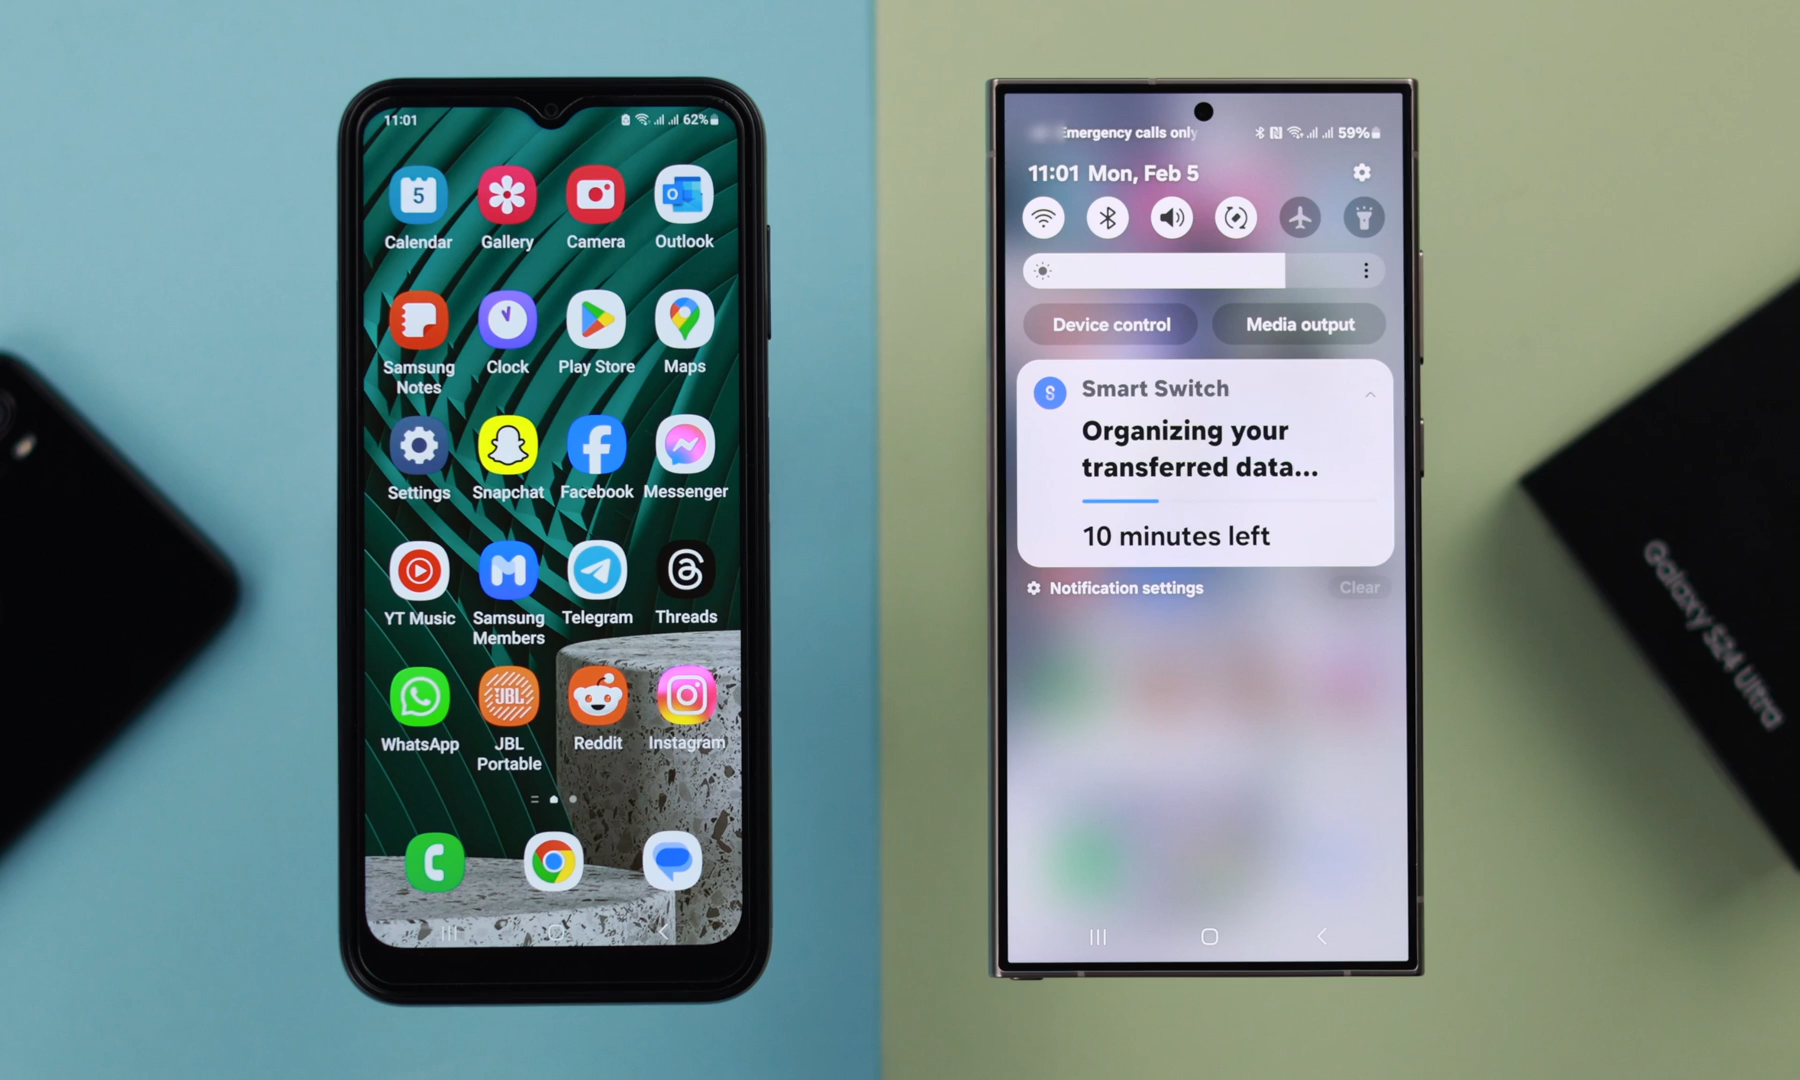 11:01
62%
5
Calendar
Gallery
Camera
Outlook
Samsung
Notes
Clock
Play Store
Maps
Settings
Snapchat
Facebook
Messenger
YT Music
Samsung
Members
Telegram
Threads
WhatsApp
JBL
JBL
Portable
Reddit
Instagram
Emergency calls only
59%
11:01 Mon, Feb 5
Device control
Media output
S
Smart Switch
Organizing your
transferred data...
10 minutes left
Notification settings
Clear
Galaxy S24 Ultra